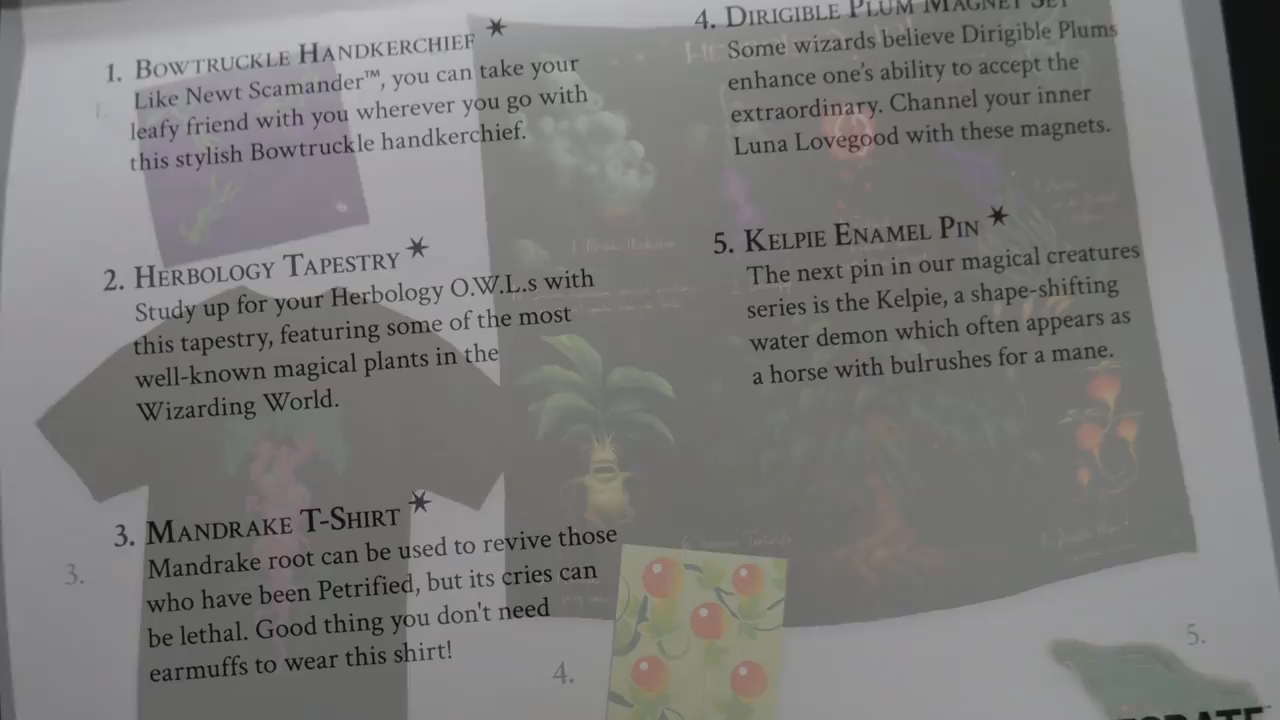 1. BOWTRUCKLE HANDKERCHIEF
Like Newt Scamander™, you can take your
leafy friend with you wherever you go with
this stylish Bowtruckle handkerchief.
2. HERBOLOGY TAPESTRY
Study up for your Herbology O.W.L.s with
this tapestry, featuring some of the most
well-known magical plants in the
Wizarding World.
3. MANDRAKE T-SHIRT
Mandrake root can be used to revive those
who have been Petrified, but its cries can
be lethal. Good thing you don't need
earmuffs to wear this shirt!
4. DIRIGIBLE PLUM MAGNET SET
Some wizards believe Dirigible Plums
enhance one's ability to accept the
extraordinary. Channel your inner
Luna Lovegood with these magnets.
5. KELPIE ENAMEL PIN
The next pin in our magical creatures
series is the Kelpie, a shape-shifting
water demon which often appears as
a horse with bulrushes for a mane.
3.
4.
5.